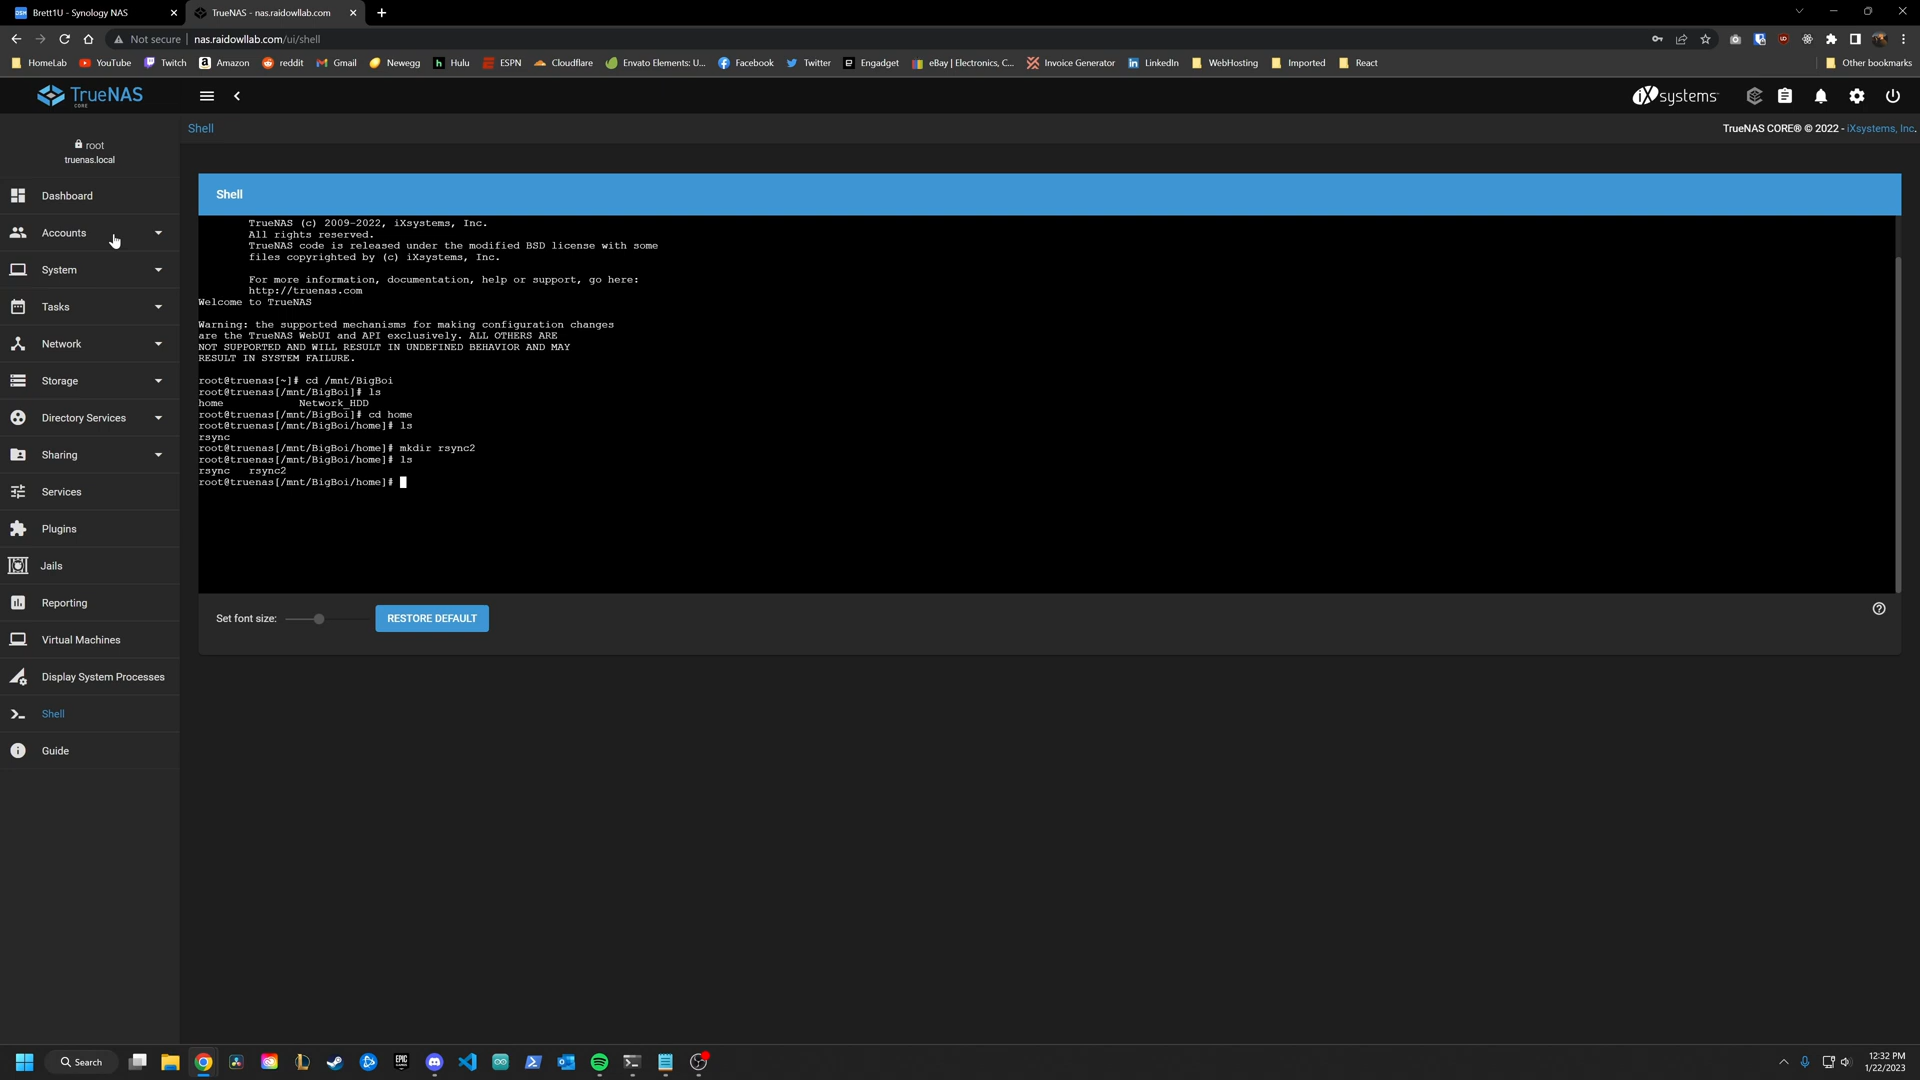 Brett1U - Synology NAS
TrueNAS - nas.raidowllab.com
Not secure
nas.raidowllab.com/ui/shell
HomeLab
YouTube
Twitch
Amazon
reddit
Gmail
Newegg
Hulu
ESPN
Cloudflare
Envato Elements: U...
Facebook
Twitter
Engadget
eBay | Electronics, C...
Invoice Generator
LinkedIn
WebHosting
Imported
React
Other bookmarks
TrueNAS
CORE
iXsystems
Shell
TrueNAS CORE® © 2022 - iXsystems, Inc.
root
truenas.local
Dashboard
Accounts
System
Tasks
Network
Storage
Directory Services
Sharing
Services
Plugins
Jails
Reporting
Virtual Machines
Display System Processes
Shell
Guide
Shell
TrueNAS (c) 2009-2022, iXsystems, Inc.
All rights reserved.
TrueNAS code is released under the modified BSD license with some
files copyrighted by (c) iXsystems, Inc.
For more information, documentation, help or support, go here:
http://truenas.com
Welcome to TrueNAS
Warning: the supported mechanisms for making configuration changes
are the TrueNAS WebUI and API exclusively. ALL OTHERS ARE
NOT SUPPORTED AND WILL RESULT IN UNDEFINED BEHAVIOR AND MAY
RESULT IN SYSTEM FAILURE.
root@truenas[~]# cd /mnt/BigBoi
root@truenas[/mnt/BigBoi]# ls
home Network_HDD
root@truenas[/mnt/BigBoi]# cd home
root@truenas[/mnt/BigBoi/home]# ls
rsync
root@truenas[/mnt/BigBoi/home]# mkdir rsync2
root@truenas[/mnt/BigBoi/home]# ls
rsync rsync2
root@truenas[/mnt/BigBoi/home]#
Set font size:
RESTORE DEFAULT
Search
12:32 PM
1/22/2023